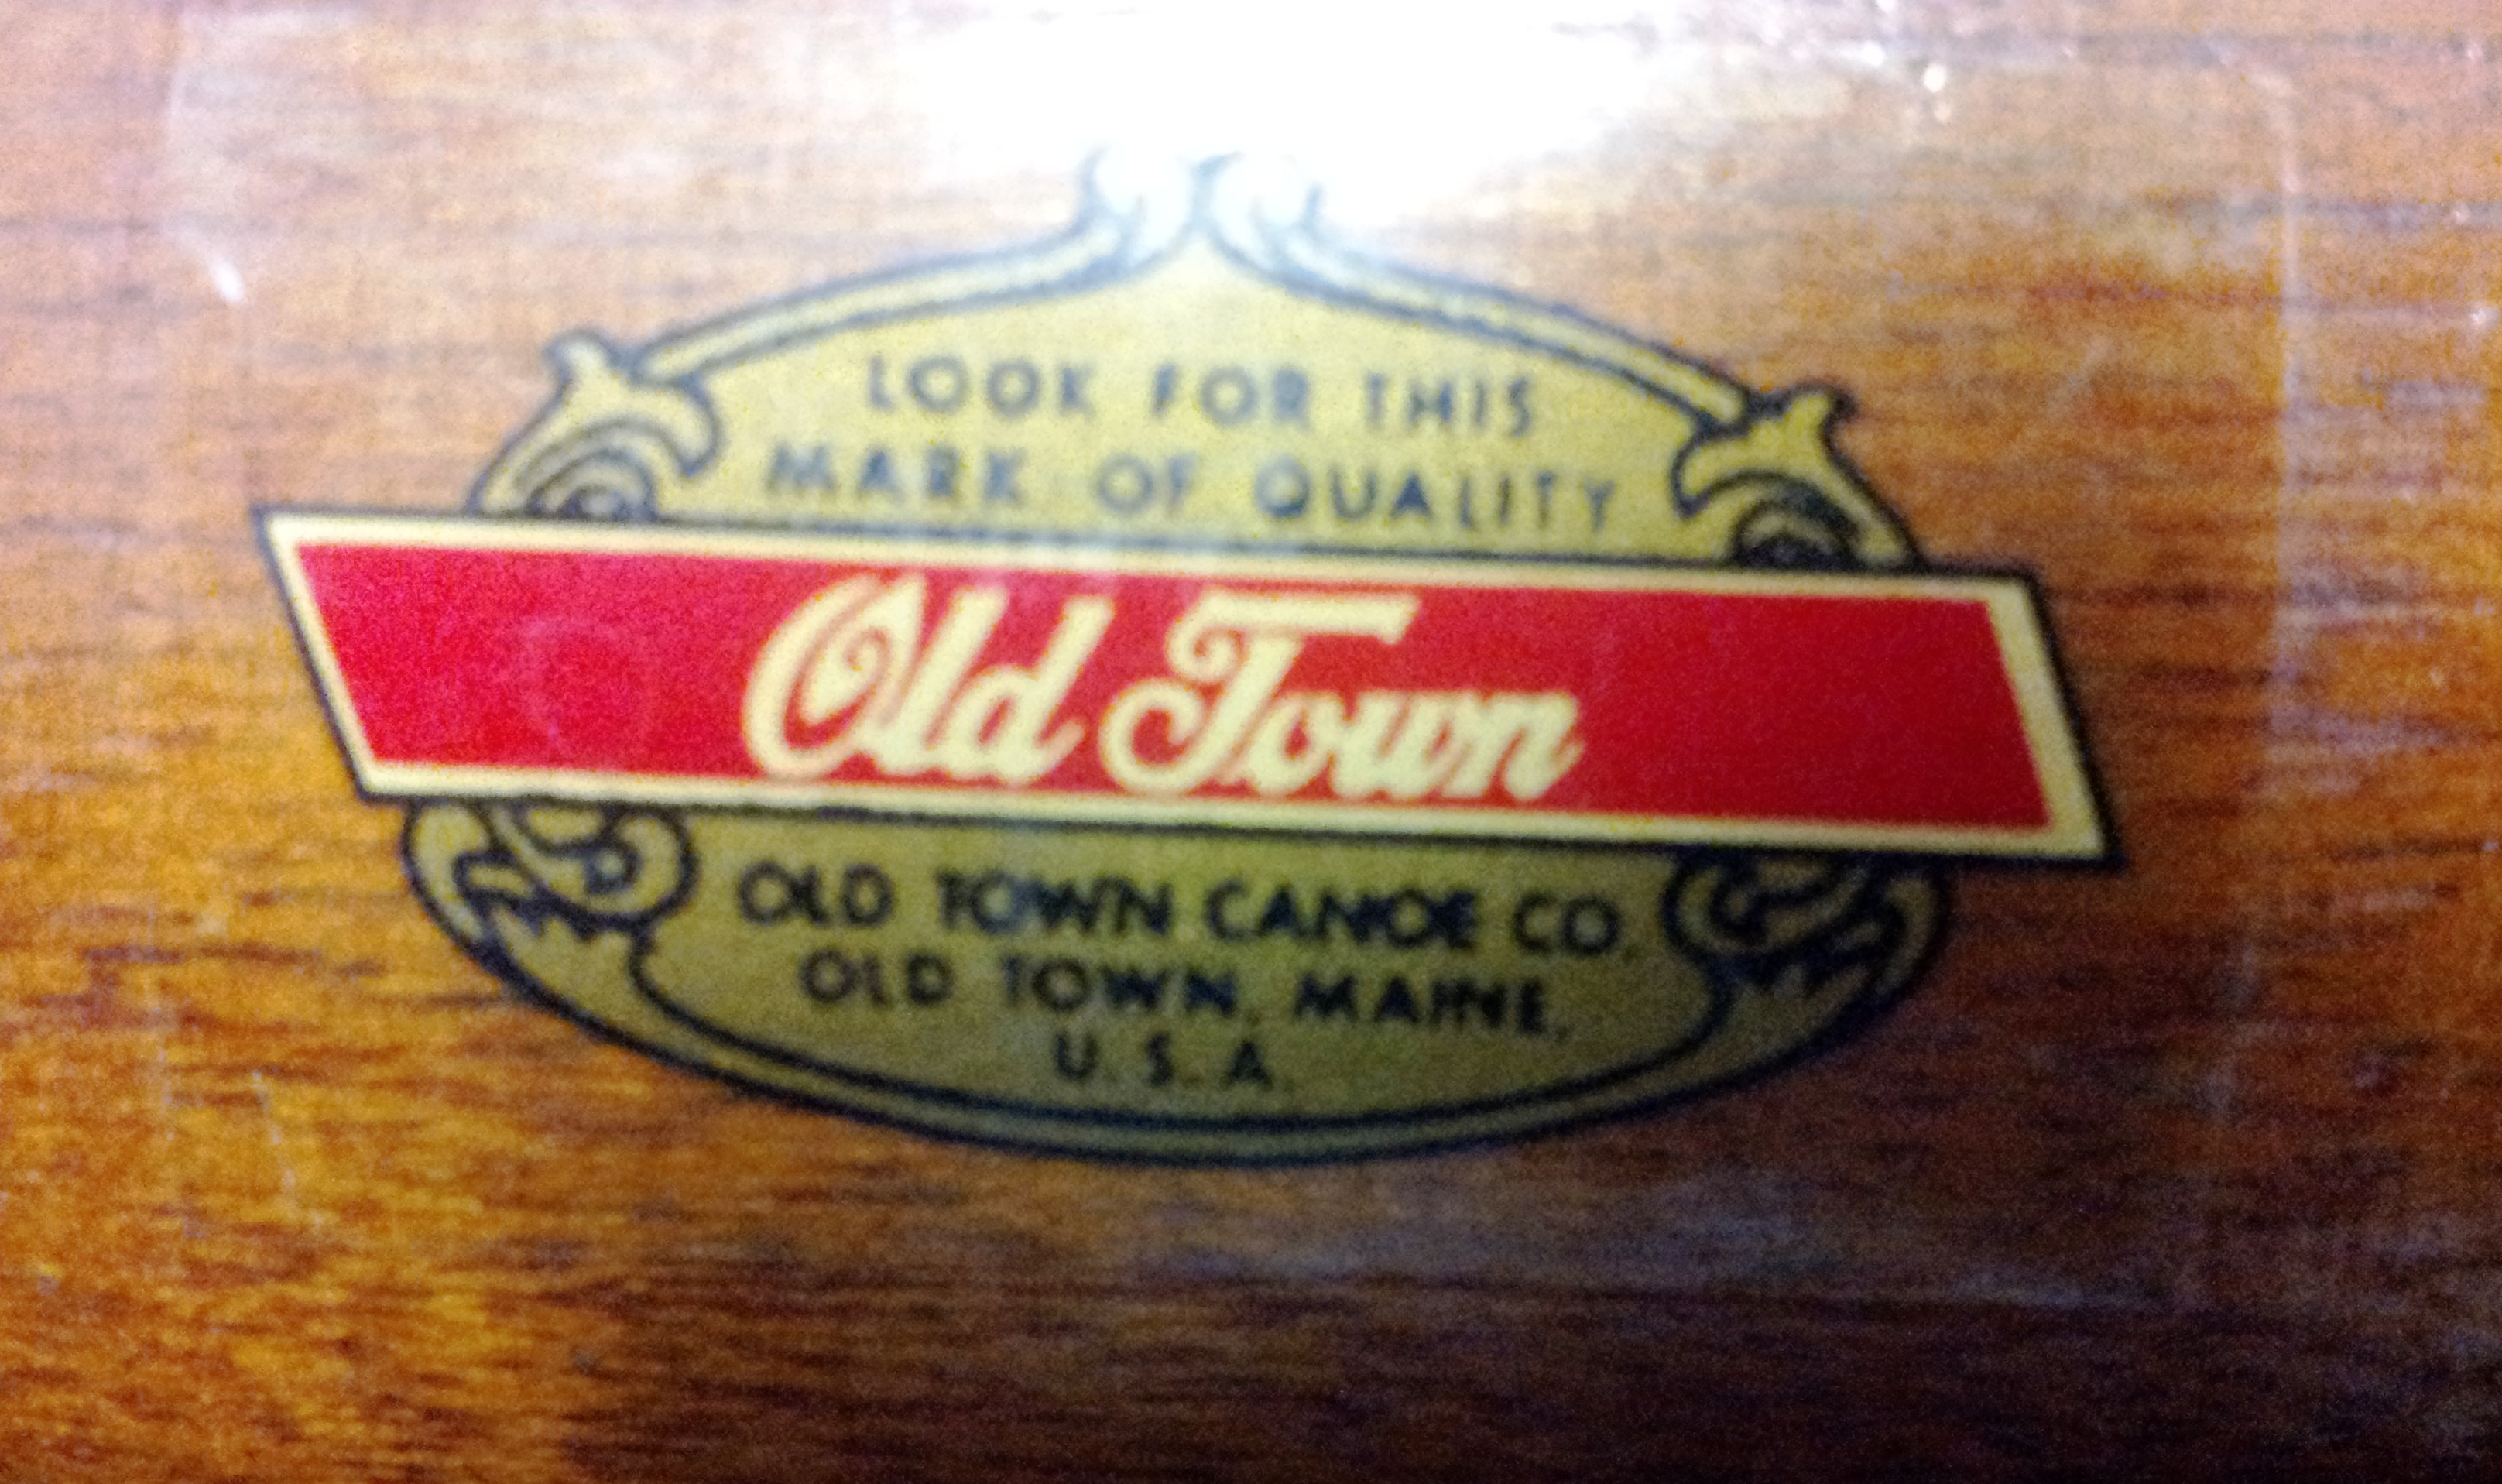 LOOK FOR THIS
MARK OF QUALITY
Old Town
OLD TOWN CANOE CO.
OLD TOWN, MAINE,
U.S.A.